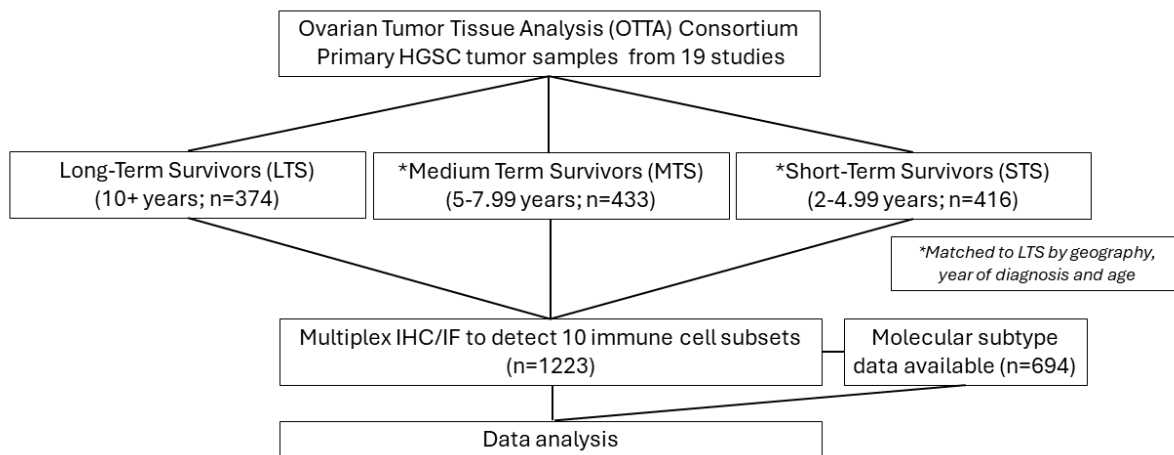 Ovarian Tumor Tissue Analysis (OTTA) Consortium
Primary HGSC tumor samples from 19 studies
Long-Term Survivors (LTS)
(10+ years; n=374)
*Medium Term Survivors (MTS)
(5-7.99 years; n=433)
*Short-Term Survivors (STS)
(2-4.99 years; n=416)
*Matched to LTS by geography,
year of diagnosis and age
Multiplex IHC/IF to detect 10 immune cell subsets
(n=1223)
Molecular subtype
data available (n=694)
Data analysis